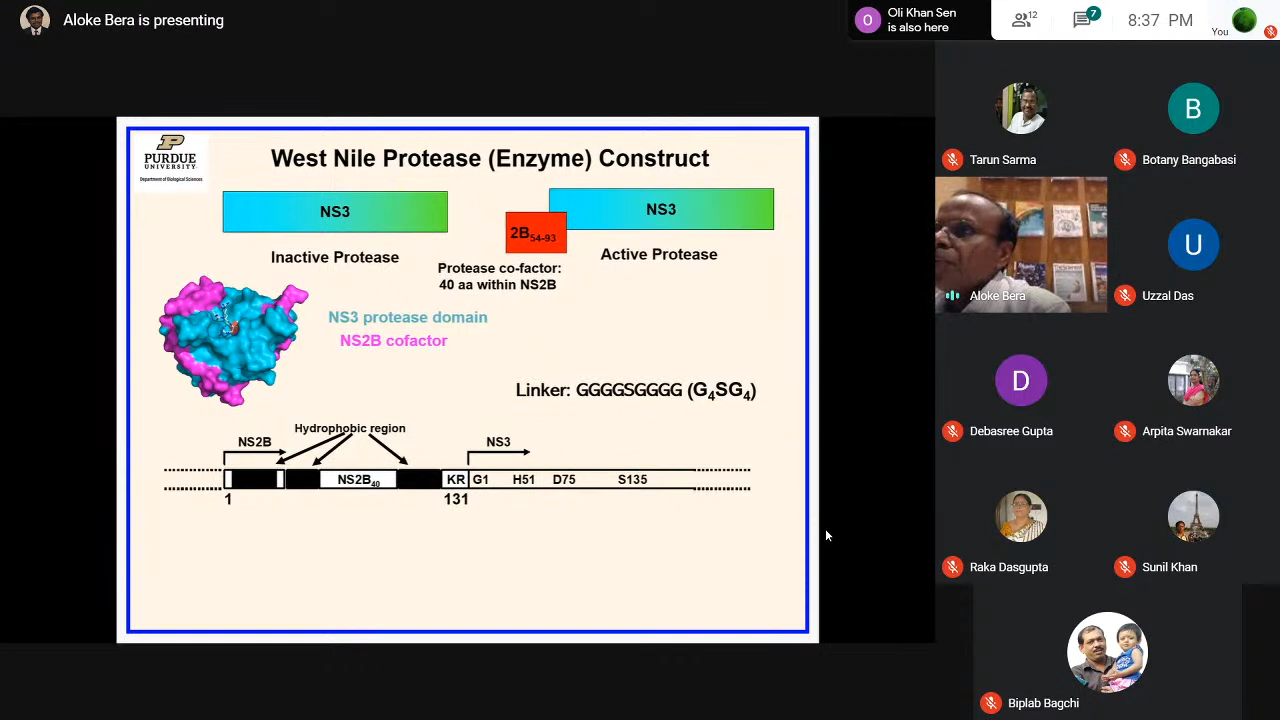 Aloke Bera is presenting
O
Oli Khan Sen
is also here
12
7
8:37 PM
You
P
PURDUE
UNIVERSITY
Department of Biological Sciences
West Nile Protease (Enzyme) Construct
NS3
NS3
2B54-93
Inactive Protease
Active Protease
Protease co-factor:
40 aa within NS2B
NS3 protease domain
NS2B cofactor
Linker: GGGGSGGGG (G4SG4)
Hydrophobic region
NS2B
NS3
NS2B40
KR
G1
H51
D75
S135
1
131
Tarun Sarma
B
Botany Bangabasi
Aloke Bera
U
Uzzal Das
D
Debasree Gupta
Arpita Swarnakar
Raka Dasgupta
Sunil Khan
Biplab Bagchi